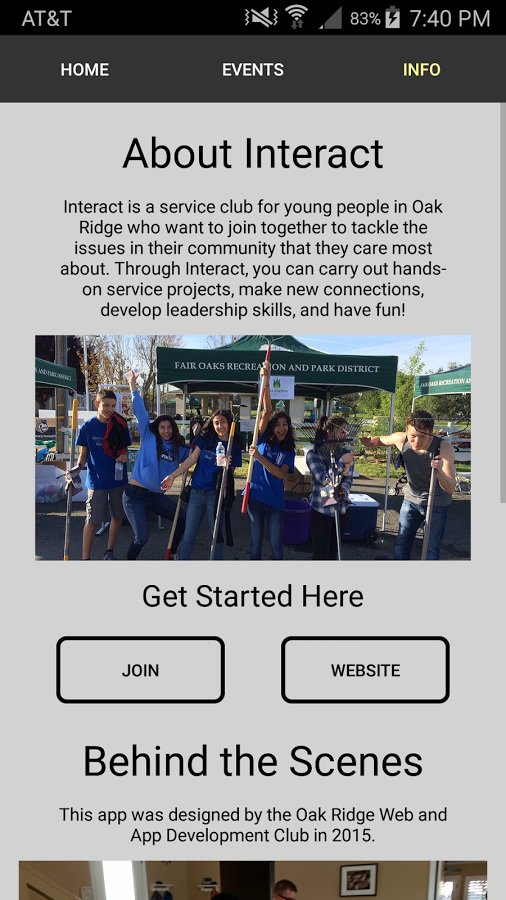 AT&T 83% 7:40 PM
HOME EVENTS INFO
About Interact
Interact is a service club for young people in Oak
Ridge who want to join together to tackle the
issues in their community that they care most
about. Through Interact, you can carry out hands-
on service projects, make new connections,
develop leadership skills, and have fun!
FAIR OAKS RECREATION AND PARK DISTRICT
AND PARK DISTRICT
Get Started Here
JOIN WEBSITE
Behind the Scenes
This app was designed by the Oak Ridge Web and
App Development Club in 2015.